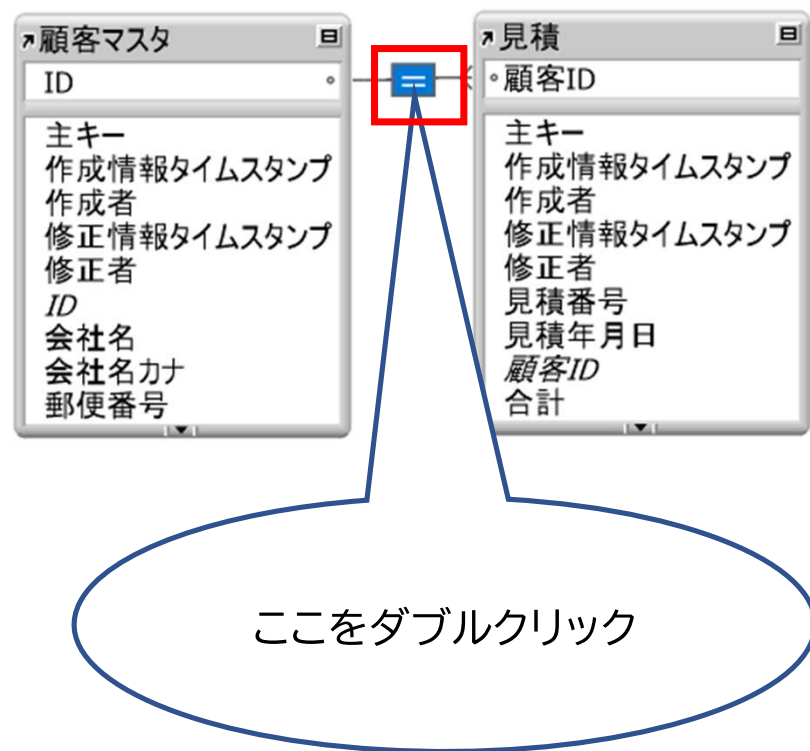 顧客マスタ
ID
主キー
作成情報タイムスタンプ
作成者
修正情報タイムスタンプ
修正者
ID
会社名
会社名カナ
郵便番号
=
見積
顧客ID
主キー
作成情報タイムスタンプ
作成者
修正情報タイムスタンプ
修正者
見積番号
見積年月日
顧客ID
合計
ここをダブルクリック